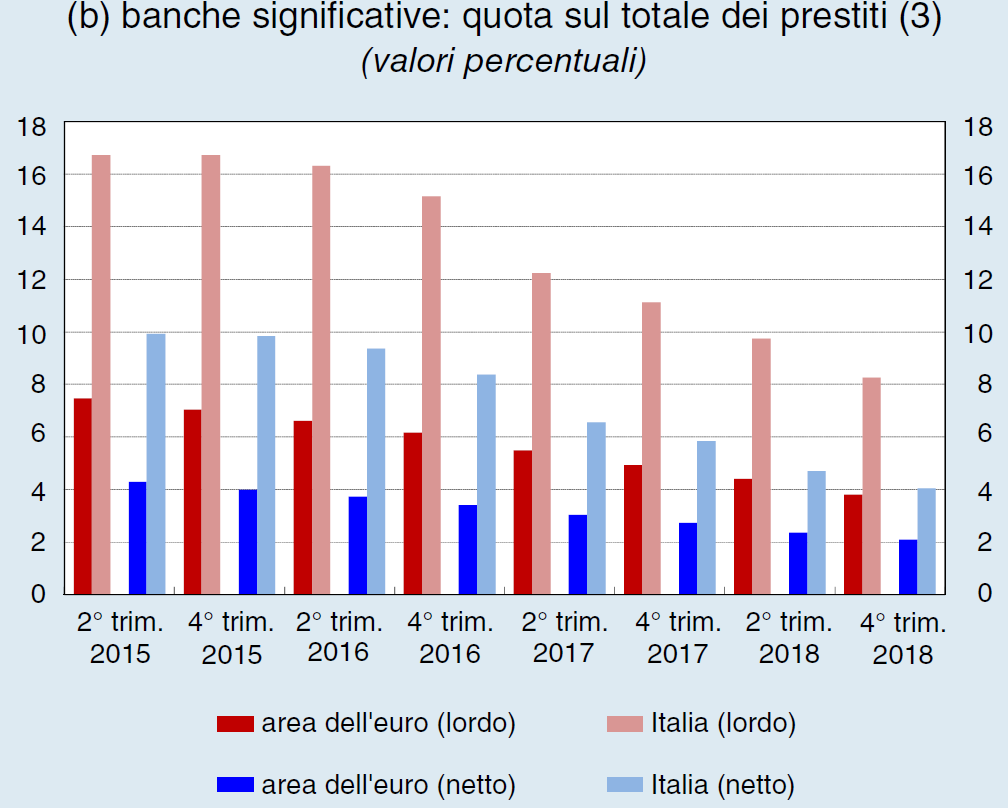 (b) banche significative: quota sul totale dei prestiti (3)
(valori percentuali)
18 18
16 16
14 14
12 12
10 10
8 8
6 6
4 4
2 2
0 0
2° trim. 4° trim. 2° trim. 4° trim. 2° trim. 4° trim. 2° trim. 4° trim.
2015 2015 2016 2016 2017 2017 2018 2018
area dell'euro (lordo) Italia (lordo)
area dell'euro (netto) Italia (netto)